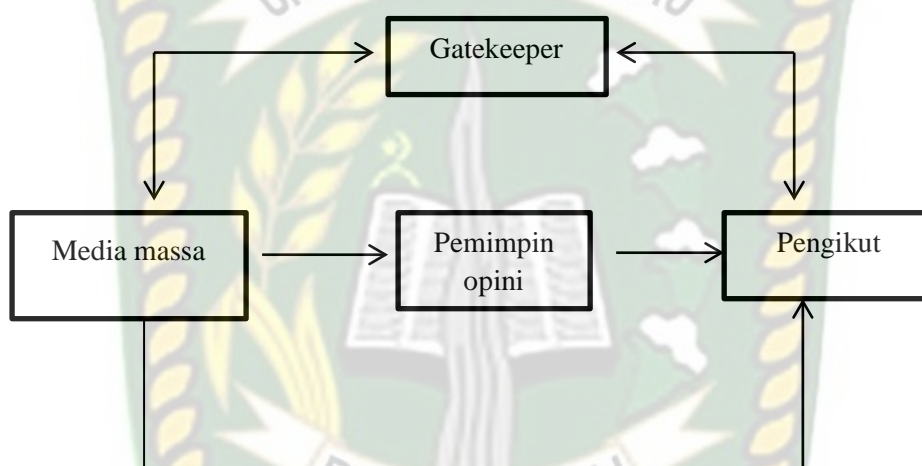 Gatekeeper
Media massa
Pemimpin
opini
Pengikut